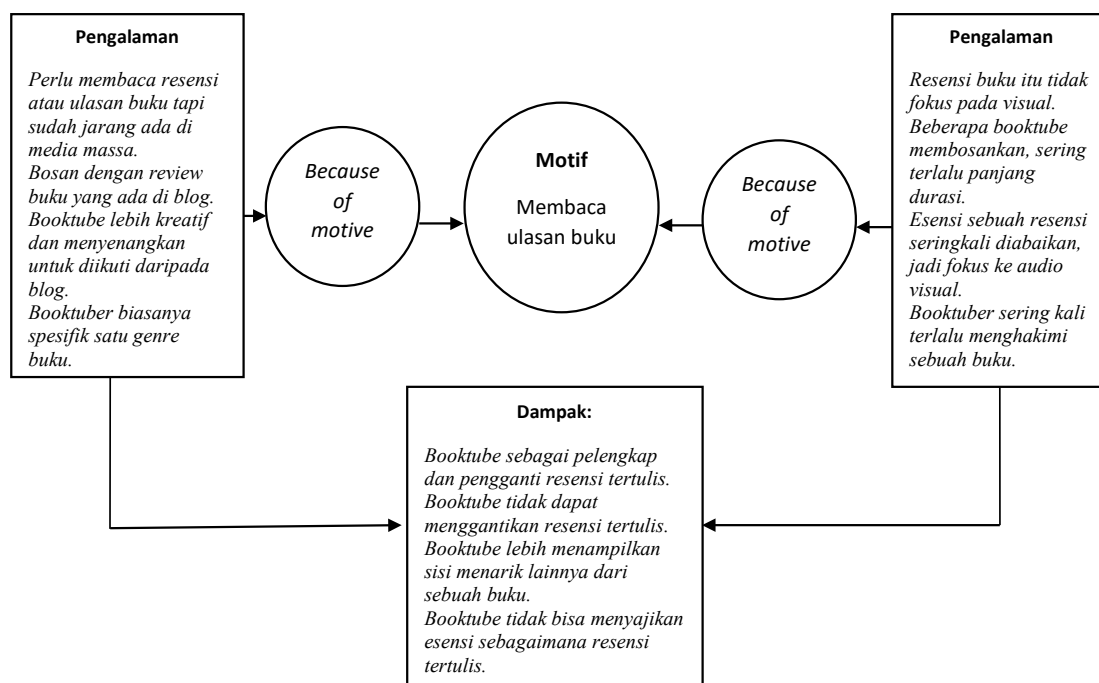 Pengalaman
Perlu membaca resensi
atau ulasan buku tapi
sudah jarang ada di
media massa.
Bosan dengan review
buku yang ada di blog.
Booktube lebih kreatif
dan menyenangkan
untuk diikuti daripada
blog.
Booktuber biasanya
spesifik satu genre
buku.
Because
of
motive
Motif
Membaca
ulasan buku
Because
of
motive
Pengalaman
Resensi buku itu tidak
fokus pada visual.
Beberapa booktube
membosankan, sering
terlalu panjang
durasi.
Esensi sebuah resensi
seringkali diabaikan,
jadi fokus ke audio
visual.
Booktuber sering kali
terlalu menghakimi
sebuah buku.
Dampak:
Booktube sebagai pelengkap
dan pengganti resensi tertulis.
Booktube tidak dapat
menggantikan resensi tertulis.
Booktube lebih menampilkan
sisi menarik lainnya dari
sebuah buku.
Booktube tidak bisa menyajikan
esensi sebagaimana resensi
tertulis.